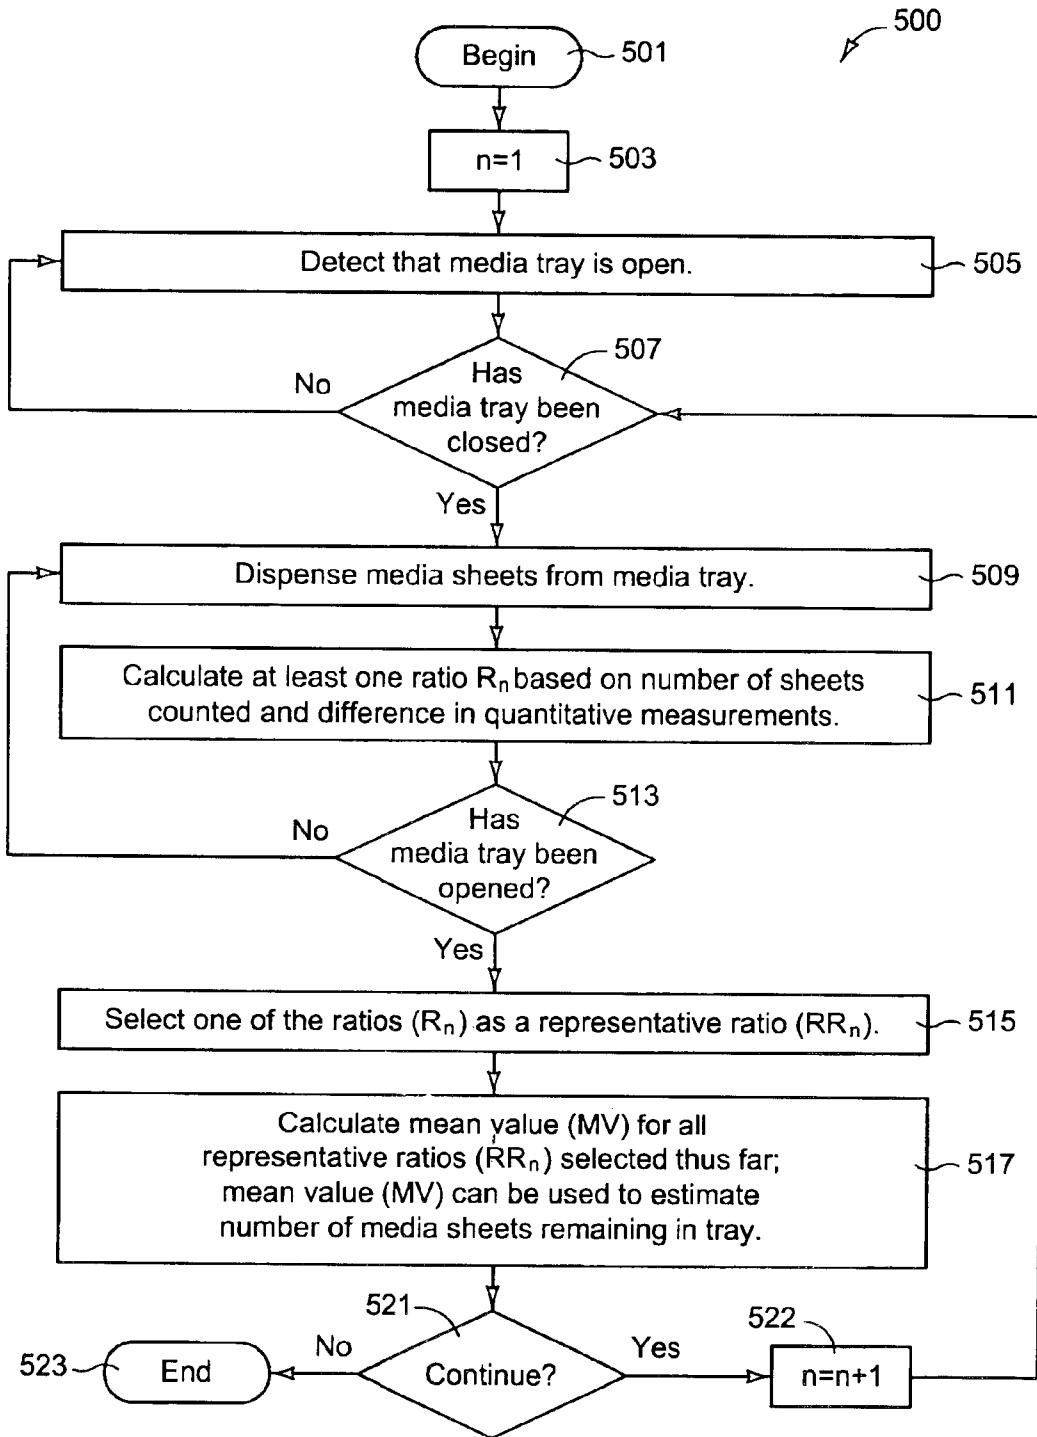 500
Begin
501
n=1
503
Detect that media tray is open.
505
507
Has
media tray been
closed?
No
Yes
Dispense media sheets from media tray.
509
Calculate at least one ratio Rn based on number of sheets
counted and difference in quantitative measurements.
511
513
Has
media tray been
opened?
No
Yes
Select one of the ratios (Rn) as a representative ratio (RRn).
515
Calculate mean value (MV) for all
representative ratios (RRn) selected thus far;
mean value (MV) can be used to estimate
number of media sheets remaining in tray.
517
521
Continue?
No
Yes
523
End
522
n=n+1